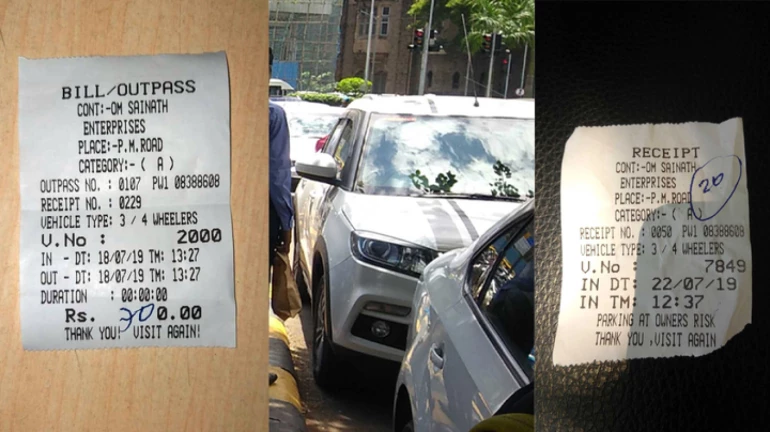 BILL/OUTPASS
CONT:-OM SAINATH
ENTERPRISES
PLACE:-P.M.ROAD
CATEGORY:- ( A )
OUTPASS NO. : 0107 PW1 08388608
RECEIPT NO. : 0229
VEHICLE TYPE: 3 / 4 WHEELERS
V.No : 2000
IN - DT: 18/07/19 TM: 13:27
OUT - DT: 18/07/19 TM: 13:27
DURATION : 00:00:00
Rs. 30 0.00
THANK YOU! VISIT AGAIN!
RECEIPT
CONT:-OM SAINATH
ENTERPRISES
PLACE:-P.M.ROAD
CATEGORY:- ( A
20
RECEIPT NO. : 0050 PW1 08388608
VEHICLE TYPE: 3 / 4 WHEELERS
V.No : 7849
IN DT: 22/07/19
IN TM: 12:37
PARKING AT OWNERS RISK
THANK YOU ,VISIT AGAIN